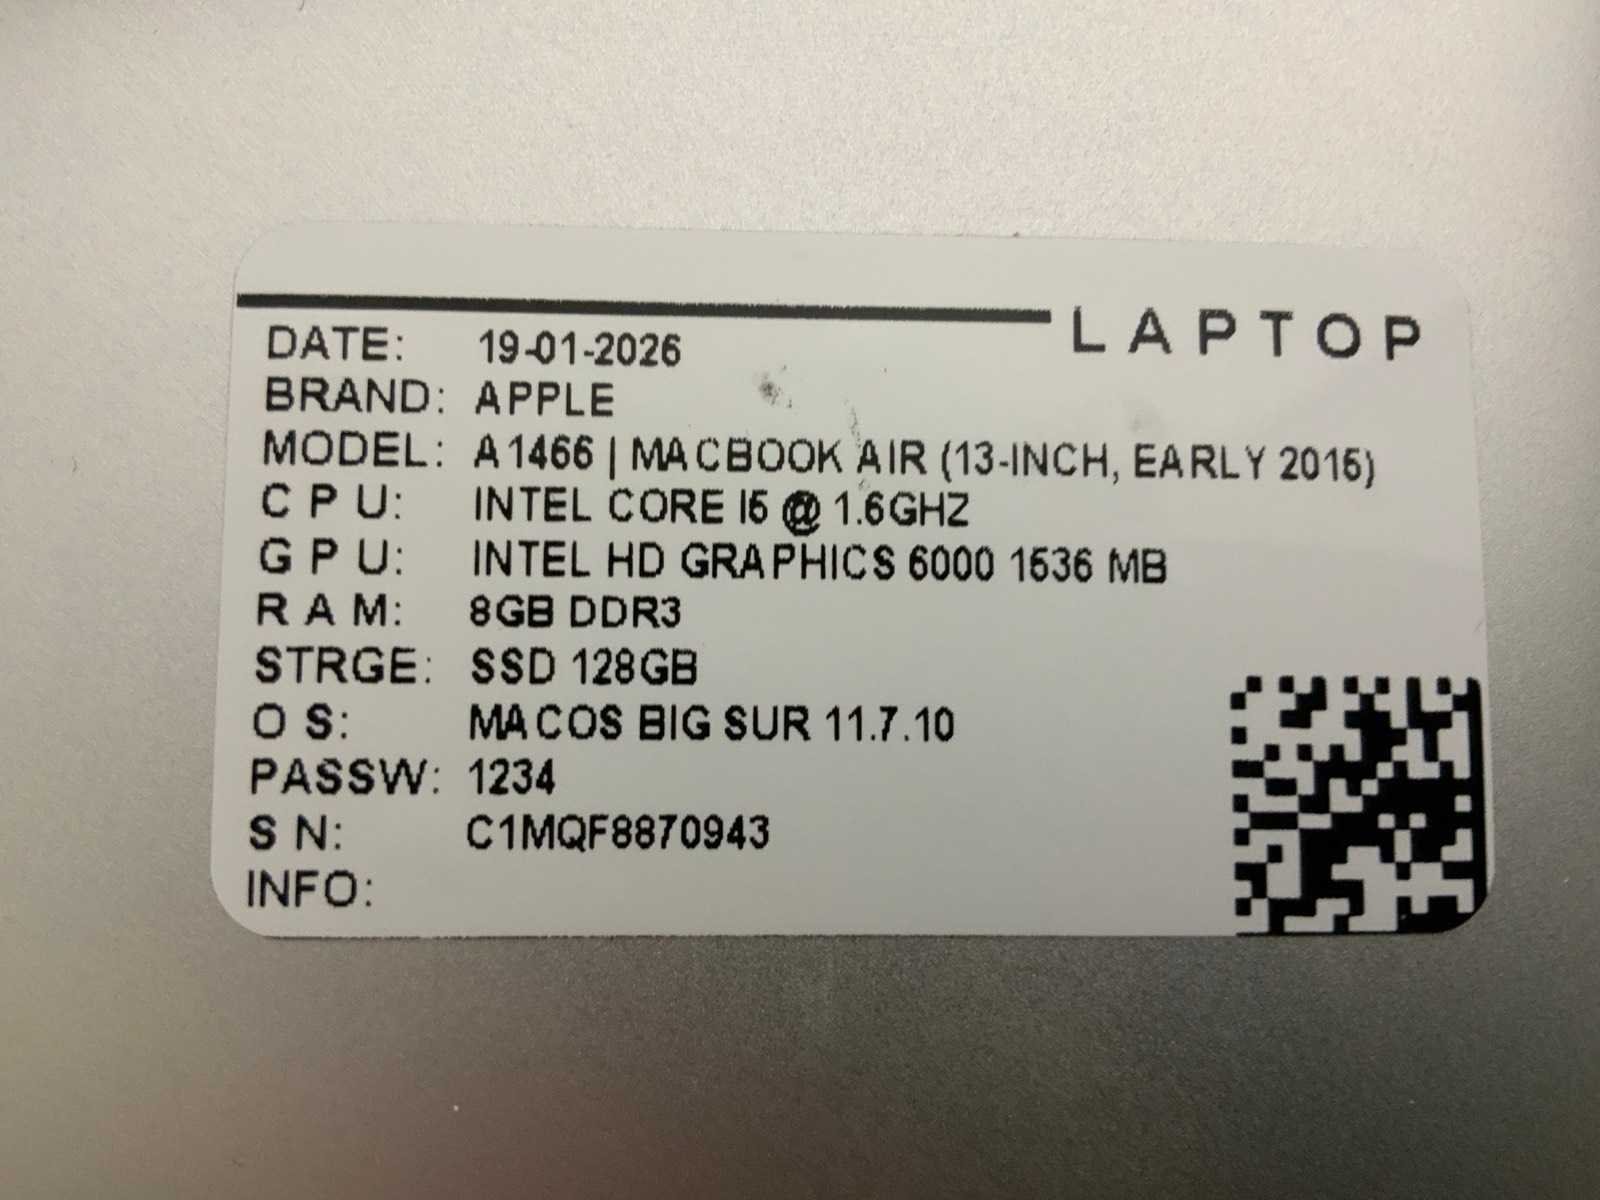 LAPTOP
DATE: 19-01-2026
BRAND: APPLE
MODEL: A1466 | MACBOOK AIR (13-INCH, EARLY 2015)
C P U: INTEL CORE I5 @ 1.6GHZ
G P U: INTEL HD GRAPHICS 6000 1536 MB
R A M: 8GB DDR3
STRGE: SSD 128GB
O S: MACOS BIG SUR 11.7.10
PASSW: 1234
S N: C1MQF8870943
INFO: